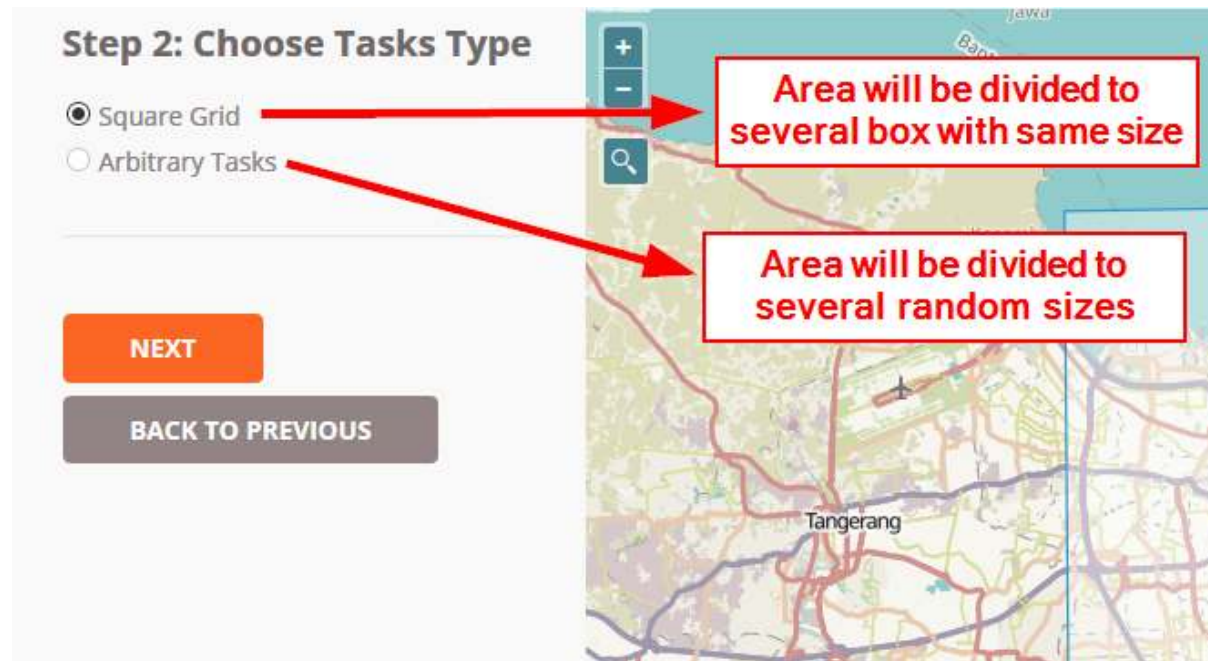 Step 2: Choose Tasks Type
Square Grid
Arbitrary Tasks
NEXT
BACK TO PREVIOUS
+
−
Jawa
Area will be divided to
several box with same size
Area will be divided to
several random sizes
Tangerang